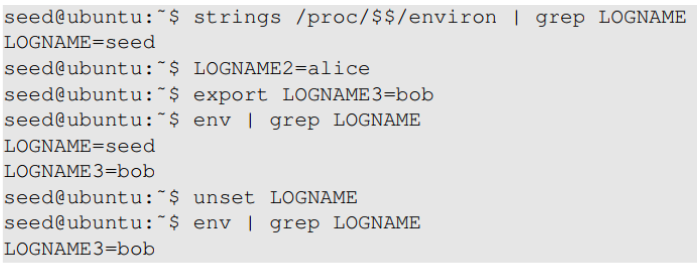 seed@ubuntu:~$ strings /proc/$$/environ | grep LOGNAME
LOGNAME=seed
seed@ubuntu:~$ LOGNAME2=alice
seed@ubuntu:~$ export LOGNAME3=bob
seed@ubuntu:~$ env | grep LOGNAME
LOGNAME=seed
LOGNAME3=bob
seed@ubuntu:~$ unset LOGNAME
seed@ubuntu:~$ env | grep LOGNAME
LOGNAME3=bob